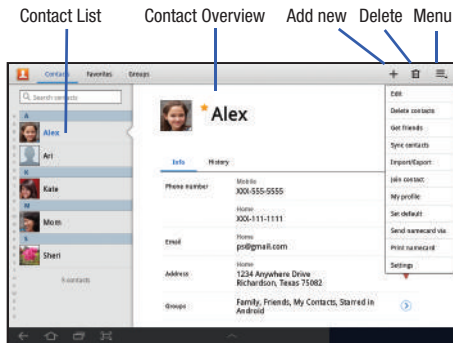 Contact List Contact Overview Add new Delete Menu
Contacts Favorites Groups
Search contacts
A
Alex
Ari
K
Kate
M
Mom
S
Sheri
5 contacts
Alex
Info History
Phone number
Mobile
XXX-555-5555
Home
XXX-111-1111
Email
Home
ps@gmail.com
Address
Home
1234 Anywhere Drive
Richardson, Texas 75082
Groups
Family, Friends, My Contacts, Starred in
Android
Edit
Delete contacts
Get friends
Sync contacts
Import/Export
Join contact
My profile
Set default
Send namecard via
Print namecard
Settings